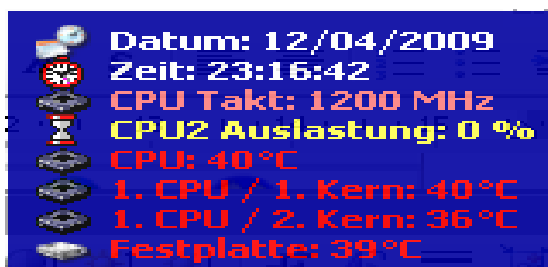 Datum: 12/04/2009
Zeit: 23:16:42
CPU Takt: 1200 MHz
CPU2 Auslastung: 0 %
CPU: 40°C
1. CPU / 1. Kern: 40°C
1. CPU / 2. Kern: 36°C
Festplatte: 39°C